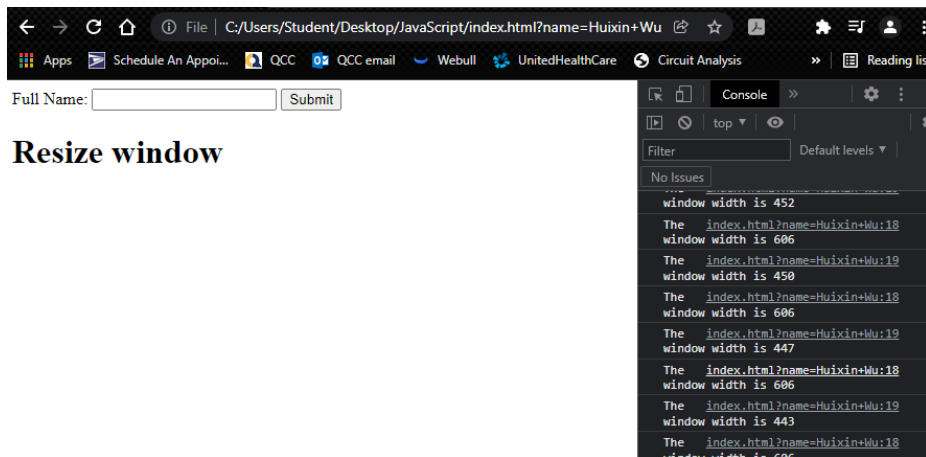 File | C:/Users/Student/Desktop/JavaScript/index.html?name=Huixin+Wu
Apps Schedule An Appoi... QCC QCC email Webull UnitedHealthCare Circuit Analysis » Reading lis
Full Name: Submit
Resize window
Console »
top
Filter Default levels
No Issues
window width is 452
The index.html?name=Huixin+Wu:18
window width is 606
The index.html?name=Huixin+Wu:19
window width is 450
The index.html?name=Huixin+Wu:18
window width is 606
The index.html?name=Huixin+Wu:19
window width is 447
The index.html?name=Huixin+Wu:18
window width is 606
The index.html?name=Huixin+Wu:19
window width is 443
The index.html?name=Huixin+Wu:18